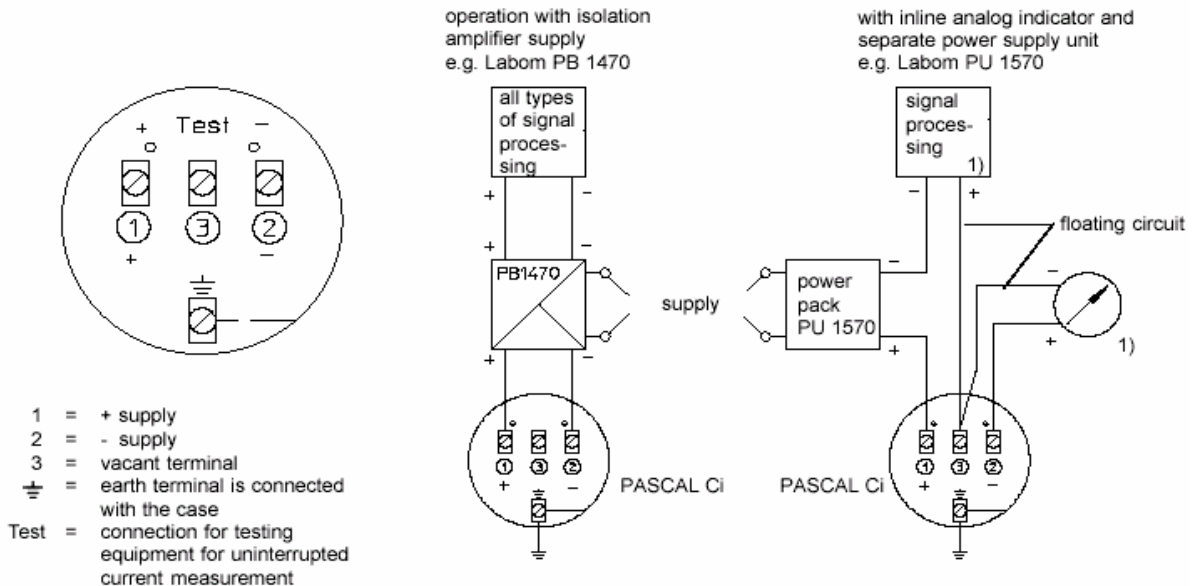 operation with isolation
amplifier supply
e.g. Labom PB 1470
with inline analog indicator and
separate power supply unit
e.g. Labom PU 1570
all types
of signal
proces-
sing
signal
proces-
sing
1)
+ Test -
1 3 2
+ -
+ -
+ -
PB1470
+ -
supply
- +
floating circuit
-
power
pack
PU 1570
+
-
+
1)
1 3 2
+ -
PASCAL Ci
PASCAL Ci
1 3 2
+ -
1 = + supply
2 = - supply
3 = vacant terminal
⏚ = earth terminal is connected
with the case
Test = connection for testing
equipment for uninterrupted
current measurement